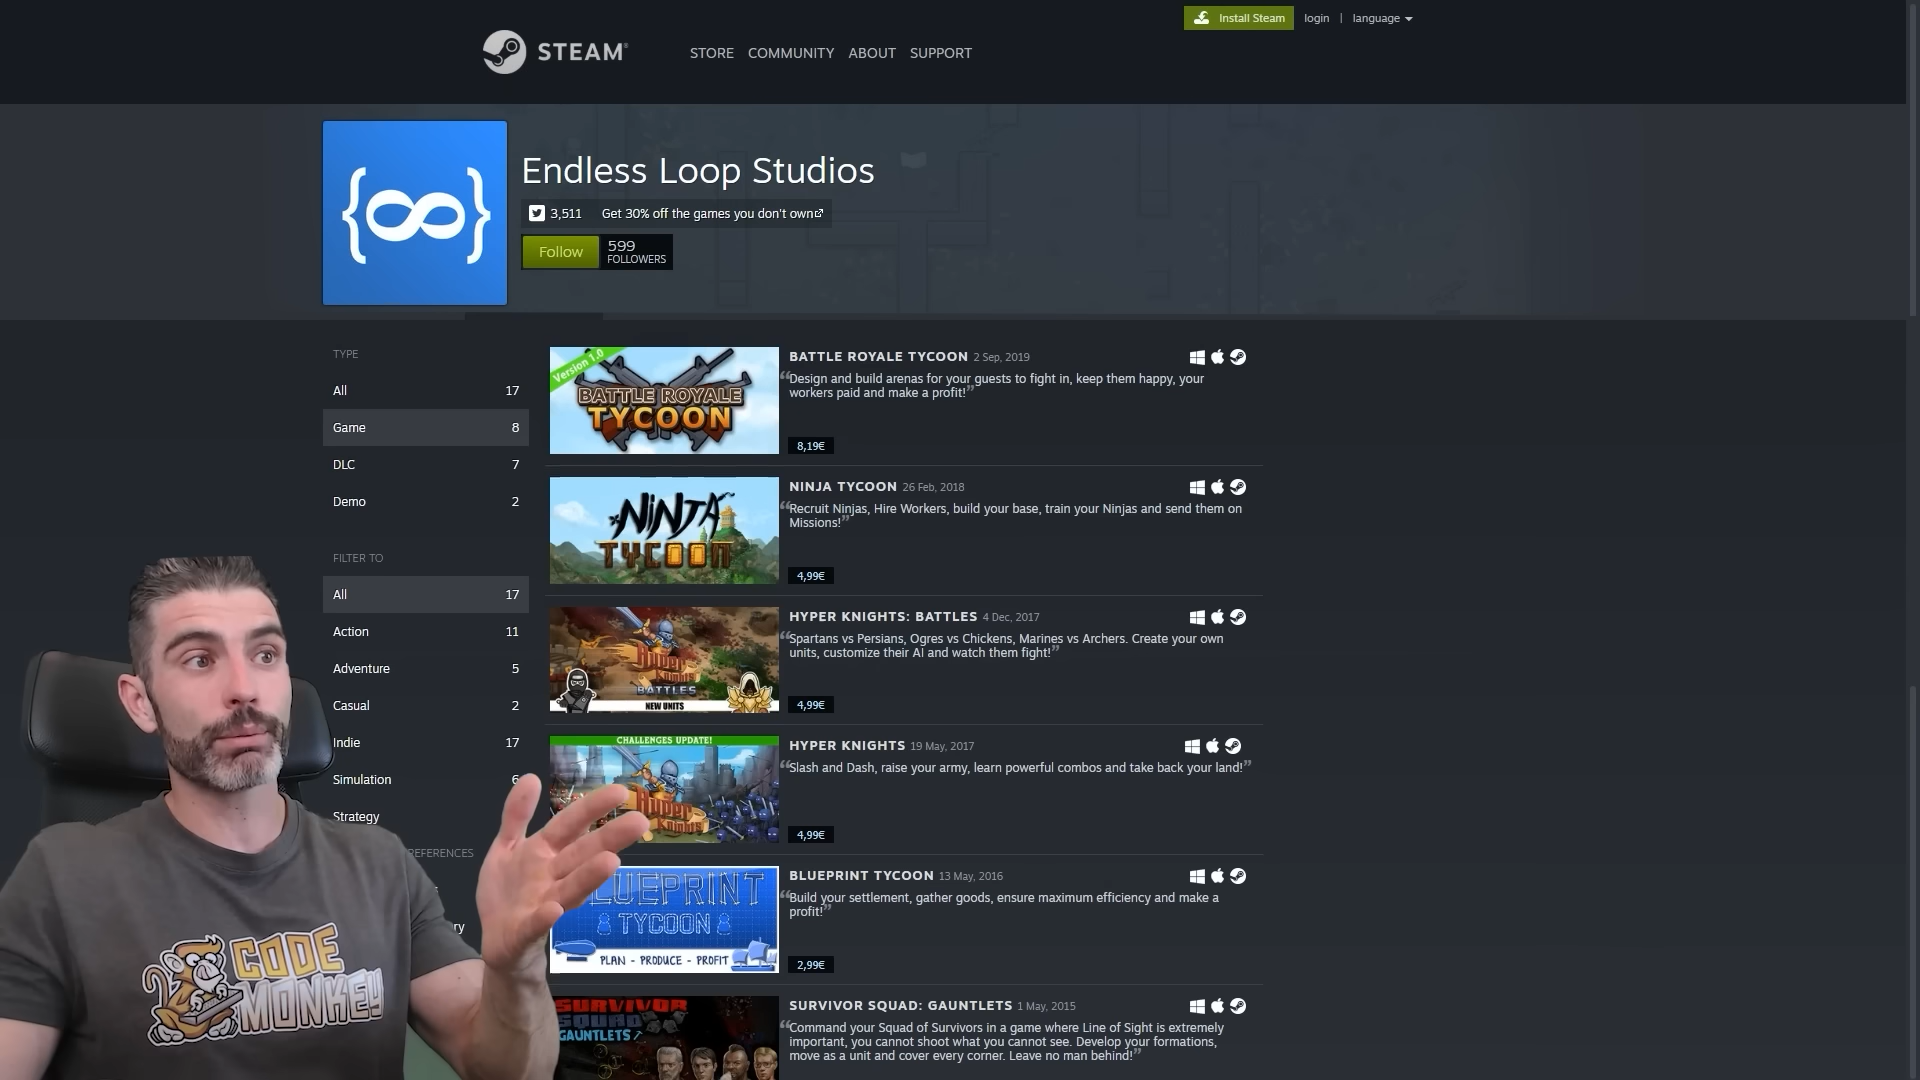 Install Steam
login | language
STEAM
STORE COMMUNITY ABOUT SUPPORT
Endless Loop Studios
3,511 Get 30% off the games you don't own
Follow
599
FOLLOWERS
TYPE
All 17
Game 8
DLC 7
Demo 2
FILTER TO
All 17
Action 11
Adventure 5
Casual 2
Indie 17
Simulation 6
Strategy
REFERENCES
ry
Version 1.0
BATTLE ROYALE
TYCOON
BATTLE ROYALE TYCOON 2 Sep, 2019
“Design and build arenas for your guests to fight in, keep them happy, your
workers paid and make a profit!”
8,19€
NINJA
TYCOON
NINJA TYCOON 26 Feb, 2018
“Recruit Ninjas, Hire Workers, build your base, train your Ninjas and send them on
Missions!”
4,99€
Hyper
Knights
BATTLES
NEW UNITS
HYPER KNIGHTS: BATTLES 4 Dec, 2017
“Spartans vs Persians, Ogres vs Chickens, Marines vs Archers. Create your own
units, customize their AI and watch them fight!”
4,99€
CHALLENGES UPDATE!
Hyper
Knights
HYPER KNIGHTS 19 May, 2017
“Slash and Dash, raise your army, learn powerful combos and take back your land!”
4,99€
LUEPRINT
TYCOON
PLAN - PRODUCE - PROFIT
BLUEPRINT TYCOON 13 May, 2016
“Build your settlement, gather goods, ensure maximum efficiency and make a
profit!”
2,99€
SURVIVOR
SQUAD
GAUNTLETS
SURVIVOR SQUAD: GAUNTLETS 1 May, 2015
“Command your Squad of Survivors in a game where Line of Sight is extremely
important, you cannot shoot what you cannot see. Develop your formations,
move as a unit and cover every corner. Leave no man behind!”
CODE
MONKEY